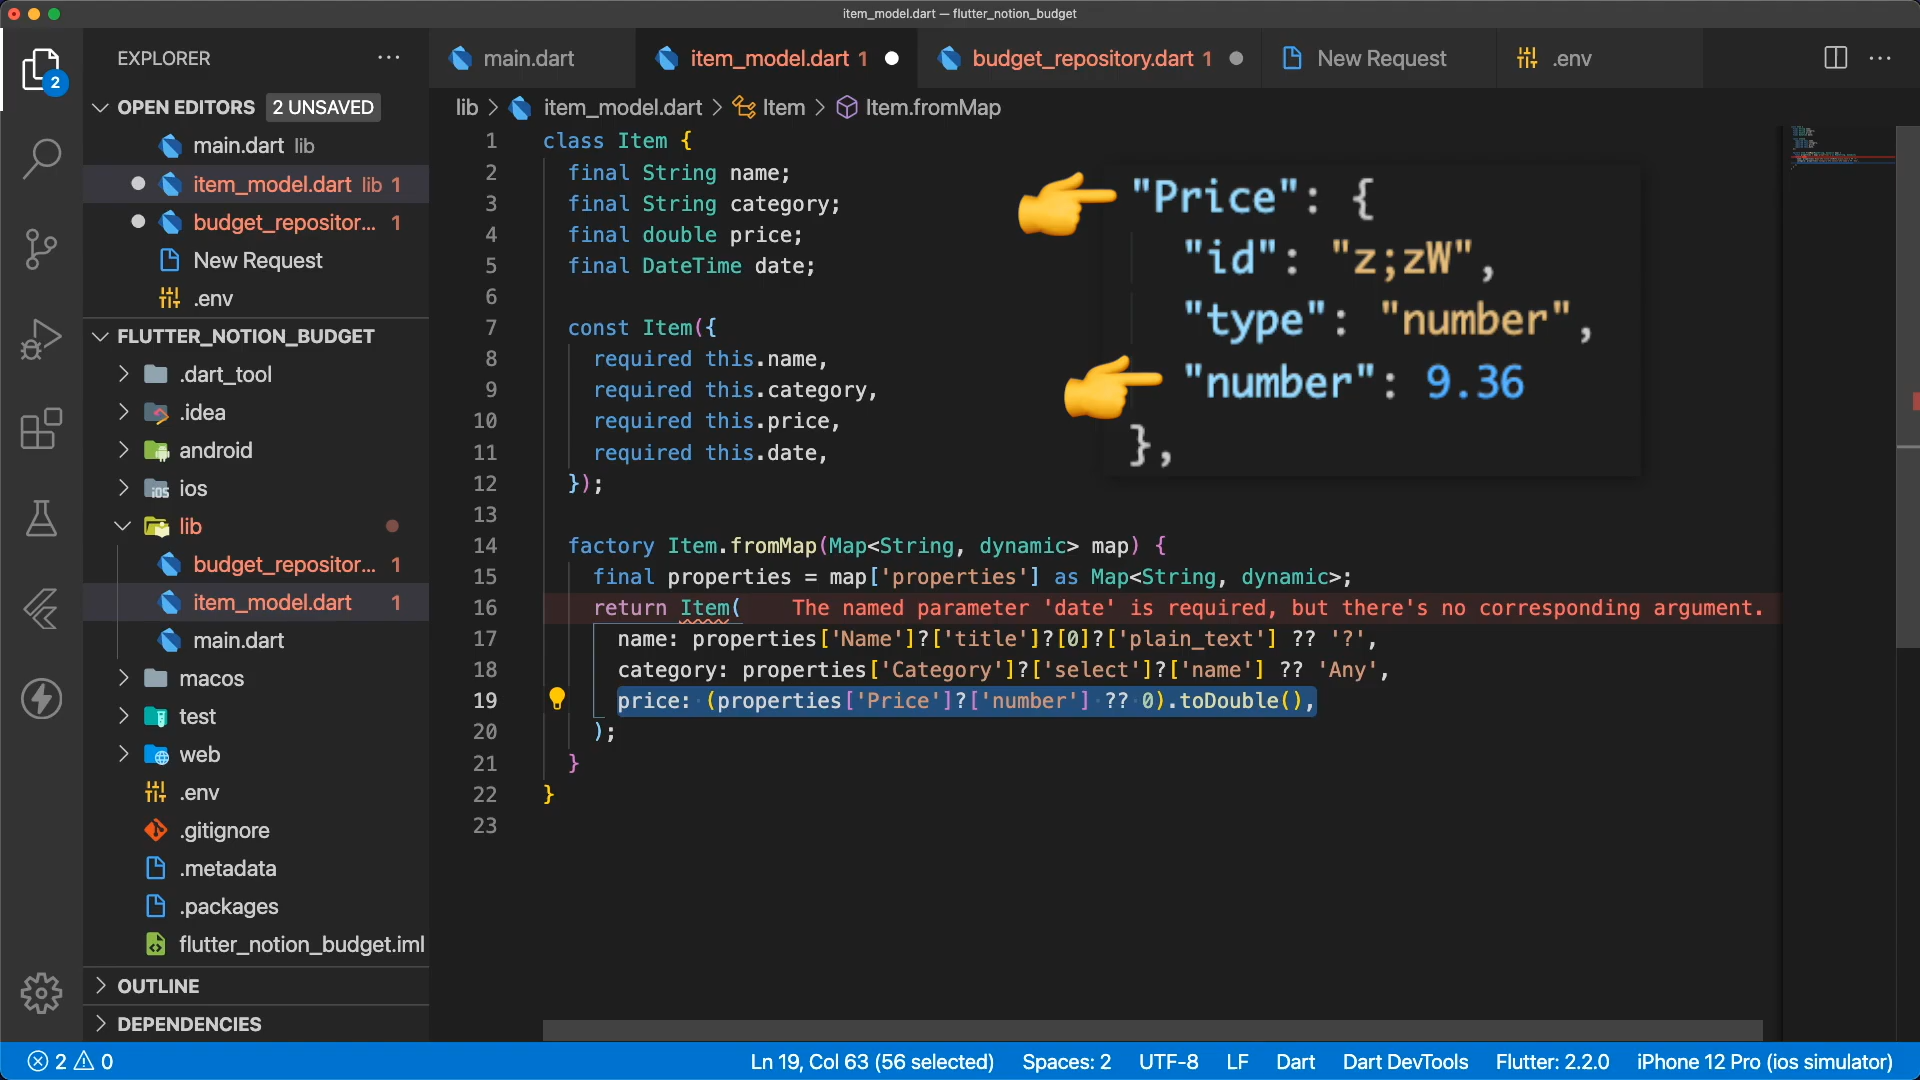 item_model.dart — flutter_notion_budget
EXPLORER
2
OPEN EDITORS 2 UNSAVED
main.dart lib
item_model.dart lib 1
budget_repositor... 1
New Request
.env
FLUTTER_NOTION_BUDGET
.dart_tool
.idea
android
ios
lib
budget_repositor... 1
item_model.dart 1
main.dart
macos
test
web
.env
.gitignore
.metadata
.packages
flutter_notion_budget.iml
OUTLINE
DEPENDENCIES
main.dart
item_model.dart 1
budget_repository.dart 1
New Request
.env
lib > item_model.dart > Item > Item.fromMap
1 class Item {
2 final String name;
3 final String category;
4 final double price;
5 final DateTime date;
6
7 const Item({
8 required this.name,
9 required this.category,
10 required this.price,
11 required this.date,
12 });
13
14 factory Item.fromMap(Map<String, dynamic> map) {
15 final properties = map['properties'] as Map<String, dynamic>;
16 return Item( The named parameter 'date' is required, but there's no corresponding argument.
17 name: properties['Name']?['title']?[0]?['plain_text'] ?? '?',
18 category: properties['Category']?['select']?['name'] ?? 'Any',
19 price: (properties['Price']?['number'] ?? 0).toDouble(),
20 );
21 }
22 }
23
"Price": {
"id": "z;zW",
"type": "number",
"number": 9.36
},
2 0
Ln 19, Col 63 (56 selected) Spaces: 2 UTF-8 LF Dart Dart DevTools Flutter: 2.2.0 iPhone 12 Pro (ios simulator)